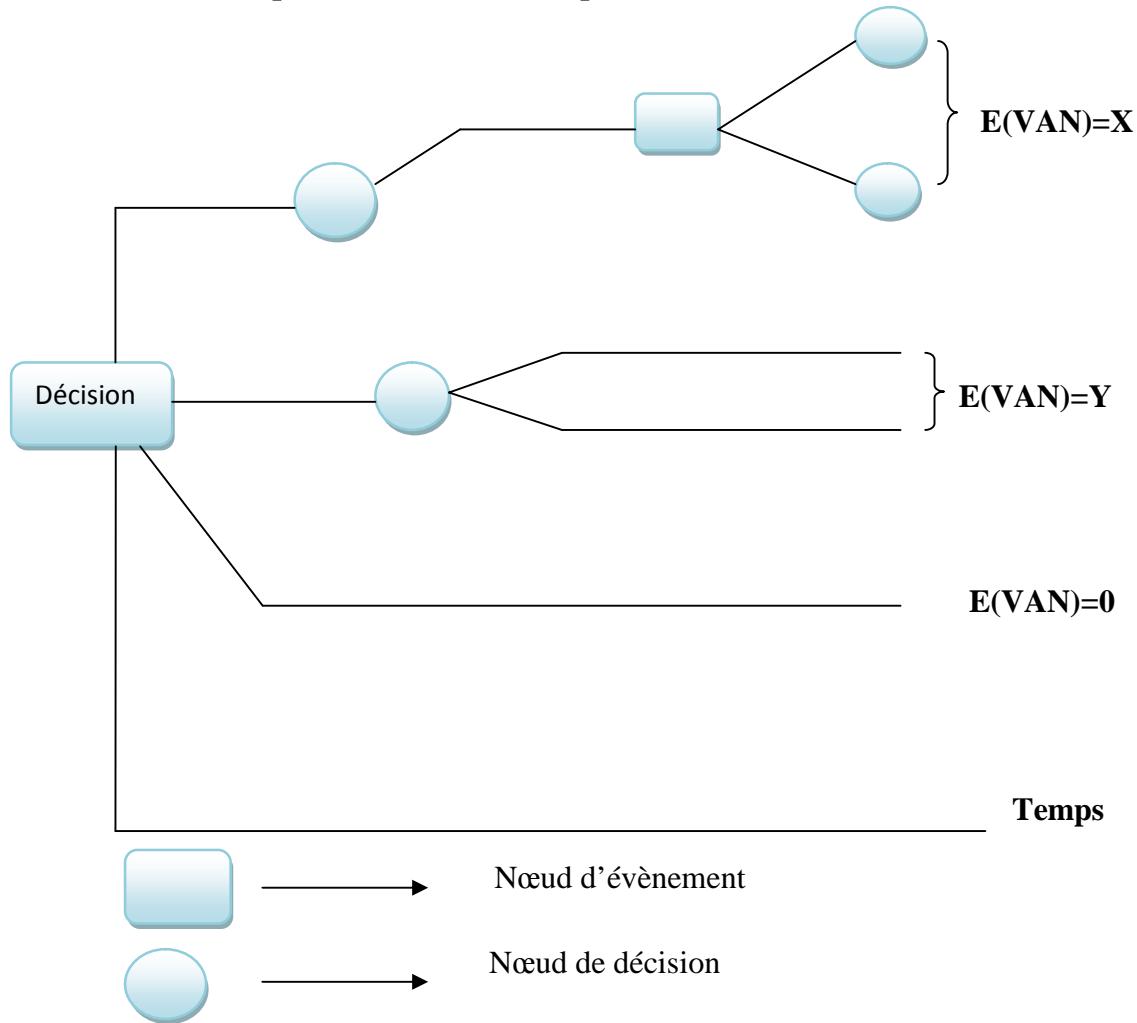 E(VAN)=X
Décision
E(VAN)=Y
E(VAN)=0
Temps
Nœud d’évènement
Nœud de décision